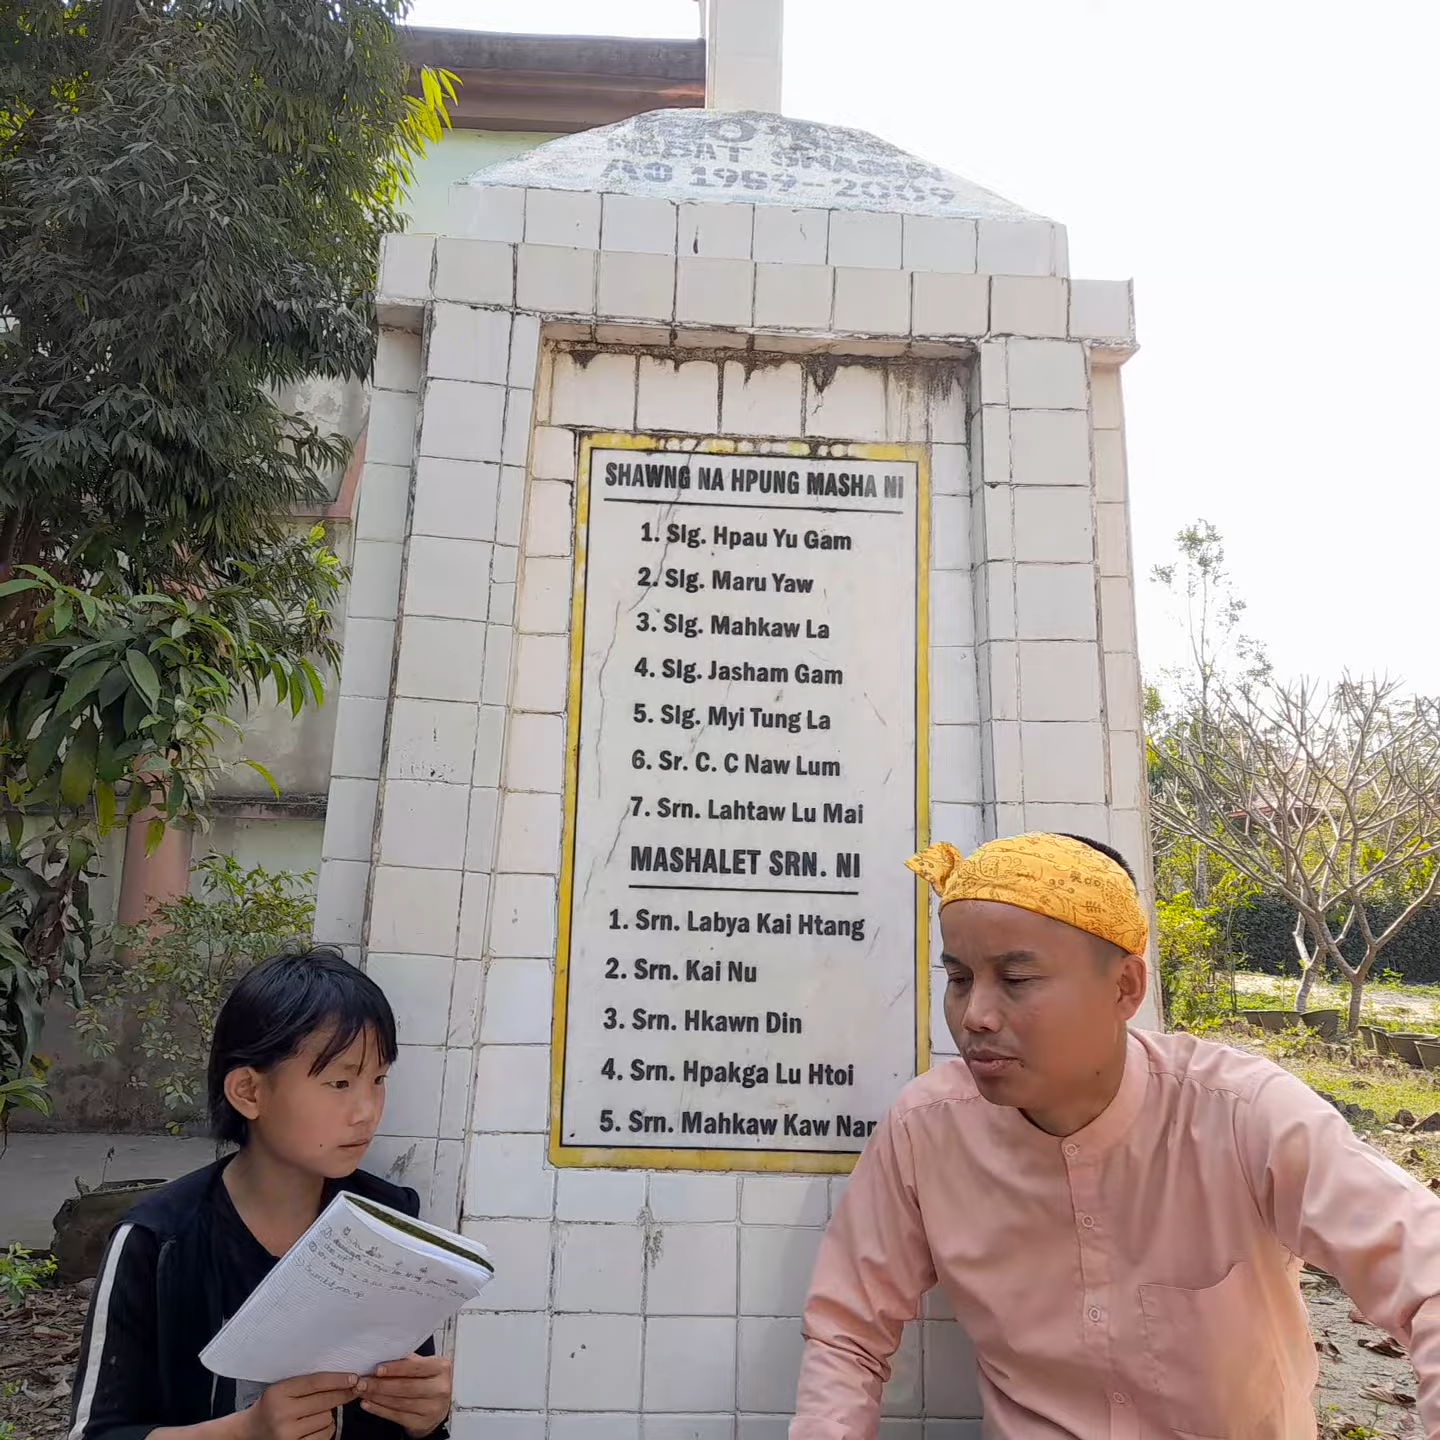 AD 1989-2009
SHAWNG NA HPUNG MASHA NI
1. Slg. Hpau Yu Gam
2. Slg. Maru Yaw
3. Slg. Mahkaw La
4. Slg. Jasham Gam
5. Slg. Myi Tung La
6. Sr. C. C Naw Lum
7. Srn. Lahtaw Lu Mai
MASHALET SRN. NI
1. Srn. Labya Kai Htang
2. Srn. Kai Nu
3. Srn. Hkawn Din
4. Srn. Hpakga Lu Htoi
5. Srn. Mahkaw Kaw